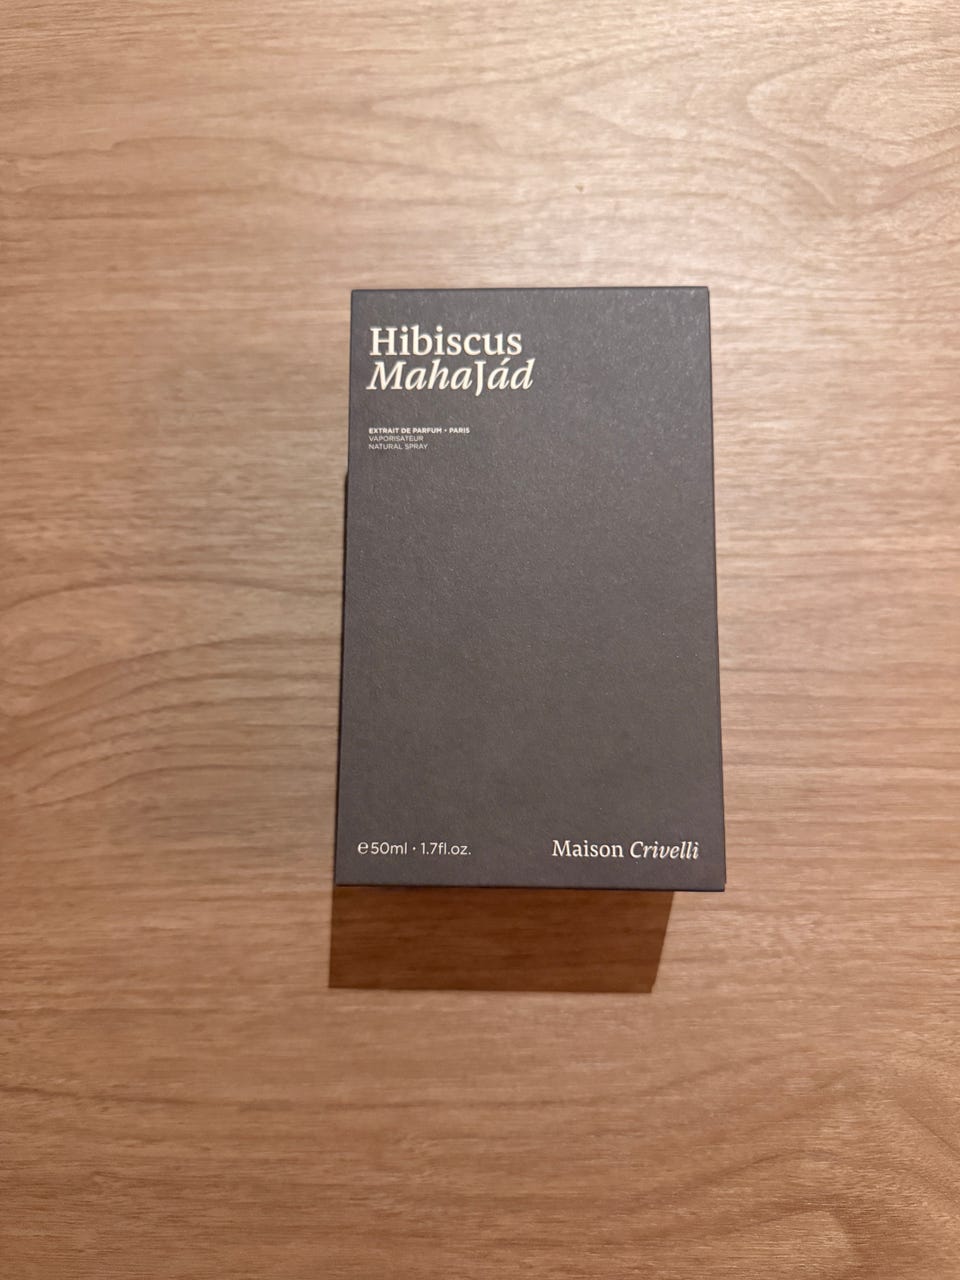 Hibiscus
MahaJád
EXTRAIT DE PARFUM • PARIS
VAPORISATEUR
NATURAL SPRAY
℮50ml · 1.7fl.oz.
Maison Crivelli